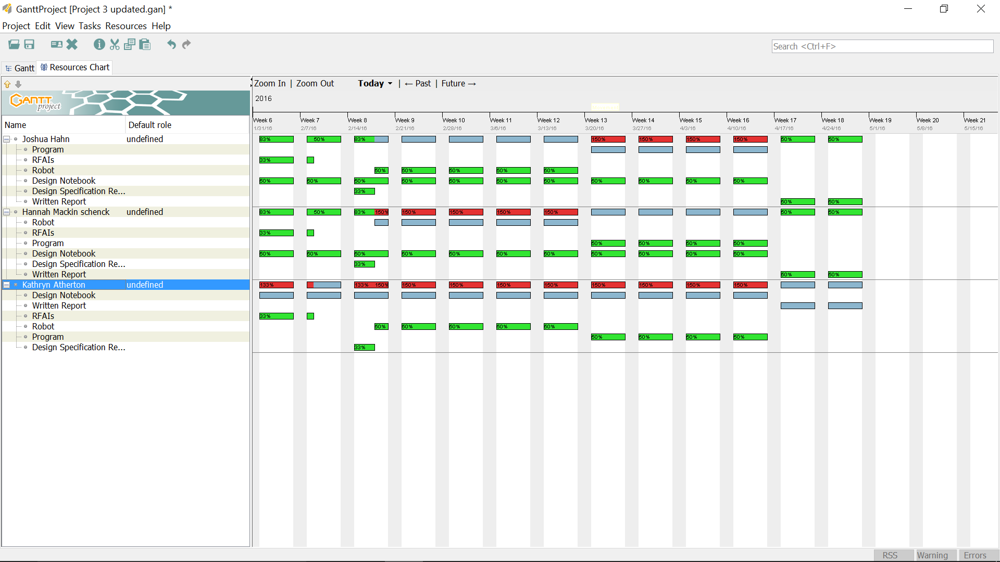 GanttProject [Project 3 updated.gan] *
Project Edit View Tasks Resources Help
Search <Ctrl+F>
Gantt Resources Chart
Zoom In | Zoom Out Today | ← Past | Future →
GANTT project
2016
Week 6 Week 7 Week 8 Week 9 Week 10 Week 11 Week 12 Week 13 Week 14 Week 15 Week 16 Week 17 Week 18 Week 19 Week 20 Week 21
1/31/16 2/7/16 2/14/16 2/21/16 2/28/16 3/6/16 3/13/16 3/20/16 3/27/16 4/3/16 4/10/16 4/17/16 4/24/16 5/1/16 5/8/16 5/15/16
Name Default role
Joshua Hahn undefined 83% 50% 83% 150% 150% 150% 150% 50% 50%
Program
RFAIs 33%
Robot 50% 50% 50% 50% 50%
Design Notebook 50% 50% 50% 50% 50% 50% 50% 50% 50% 50% 50%
Design Specification Re... 33%
Written Report 50% 50%
Hannah Mackin schenck undefined 83% 50% 83% 150% 150% 150% 150% 150% 50% 50%
Robot
RFAIs 33%
Program 50% 50% 50% 50%
Design Notebook 50% 50% 50% 50% 50% 50% 50% 50% 50% 50% 50%
Design Specification Re... 33%
Written Report 50% 50%
Kathryn Atherton undefined 133% 133% 150% 150% 150% 150% 150% 150% 150% 150% 150%
Design Notebook
Written Report
RFAIs 33%
Robot 50% 50% 50% 50% 50%
Program 50% 50% 50% 50%
Design Specification Re... 33%
RSS Warning Errors